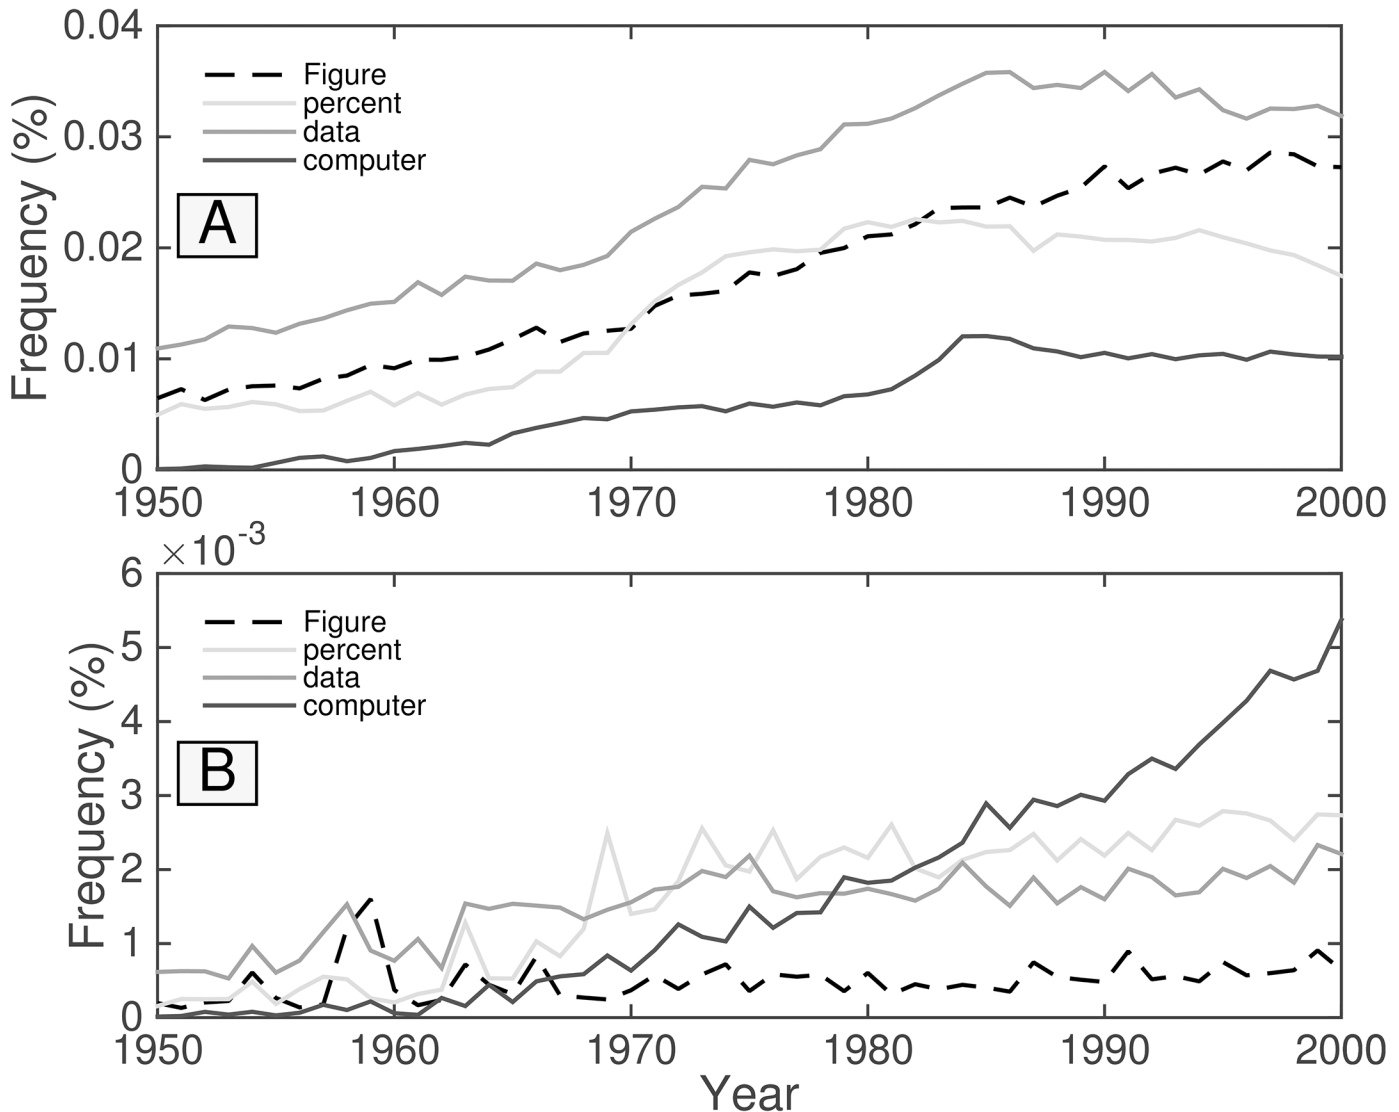 0.04
0.03
0.02
0.01
0
Frequency (%)
Figure
percent
data
computer
A
1950 1960 1970 1980 1990 2000
×10-3
6
5
4
3
2
1
0
Frequency (%)
Figure
percent
data
computer
B
1950 1960 1970 1980 1990 2000
Year